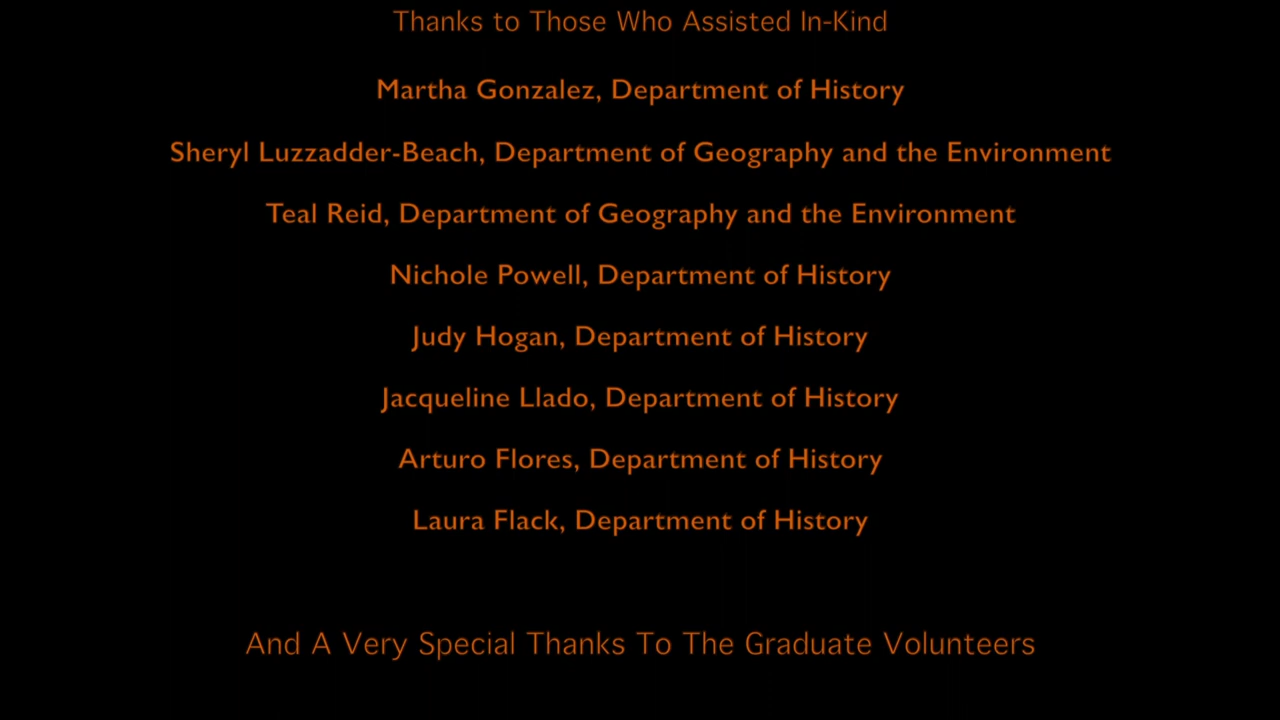 Thanks to Those Who Assisted In-Kind
Martha Gonzalez, Department of History
Sheryl Luzzadder-Beach, Department of Geography and the Environment
Teal Reid, Department of Geography and the Environment
Nichole Powell, Department of History
Judy Hogan, Department of History
Jacqueline Llado, Department of History
Arturo Flores, Department of History
Laura Flack, Department of History
And A Very Special Thanks To The Graduate Volunteers